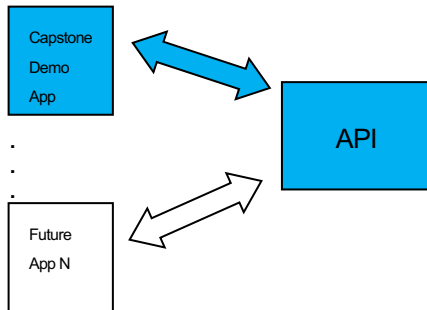 Capstone
Demo
App
.
.
.
API
Future
App N